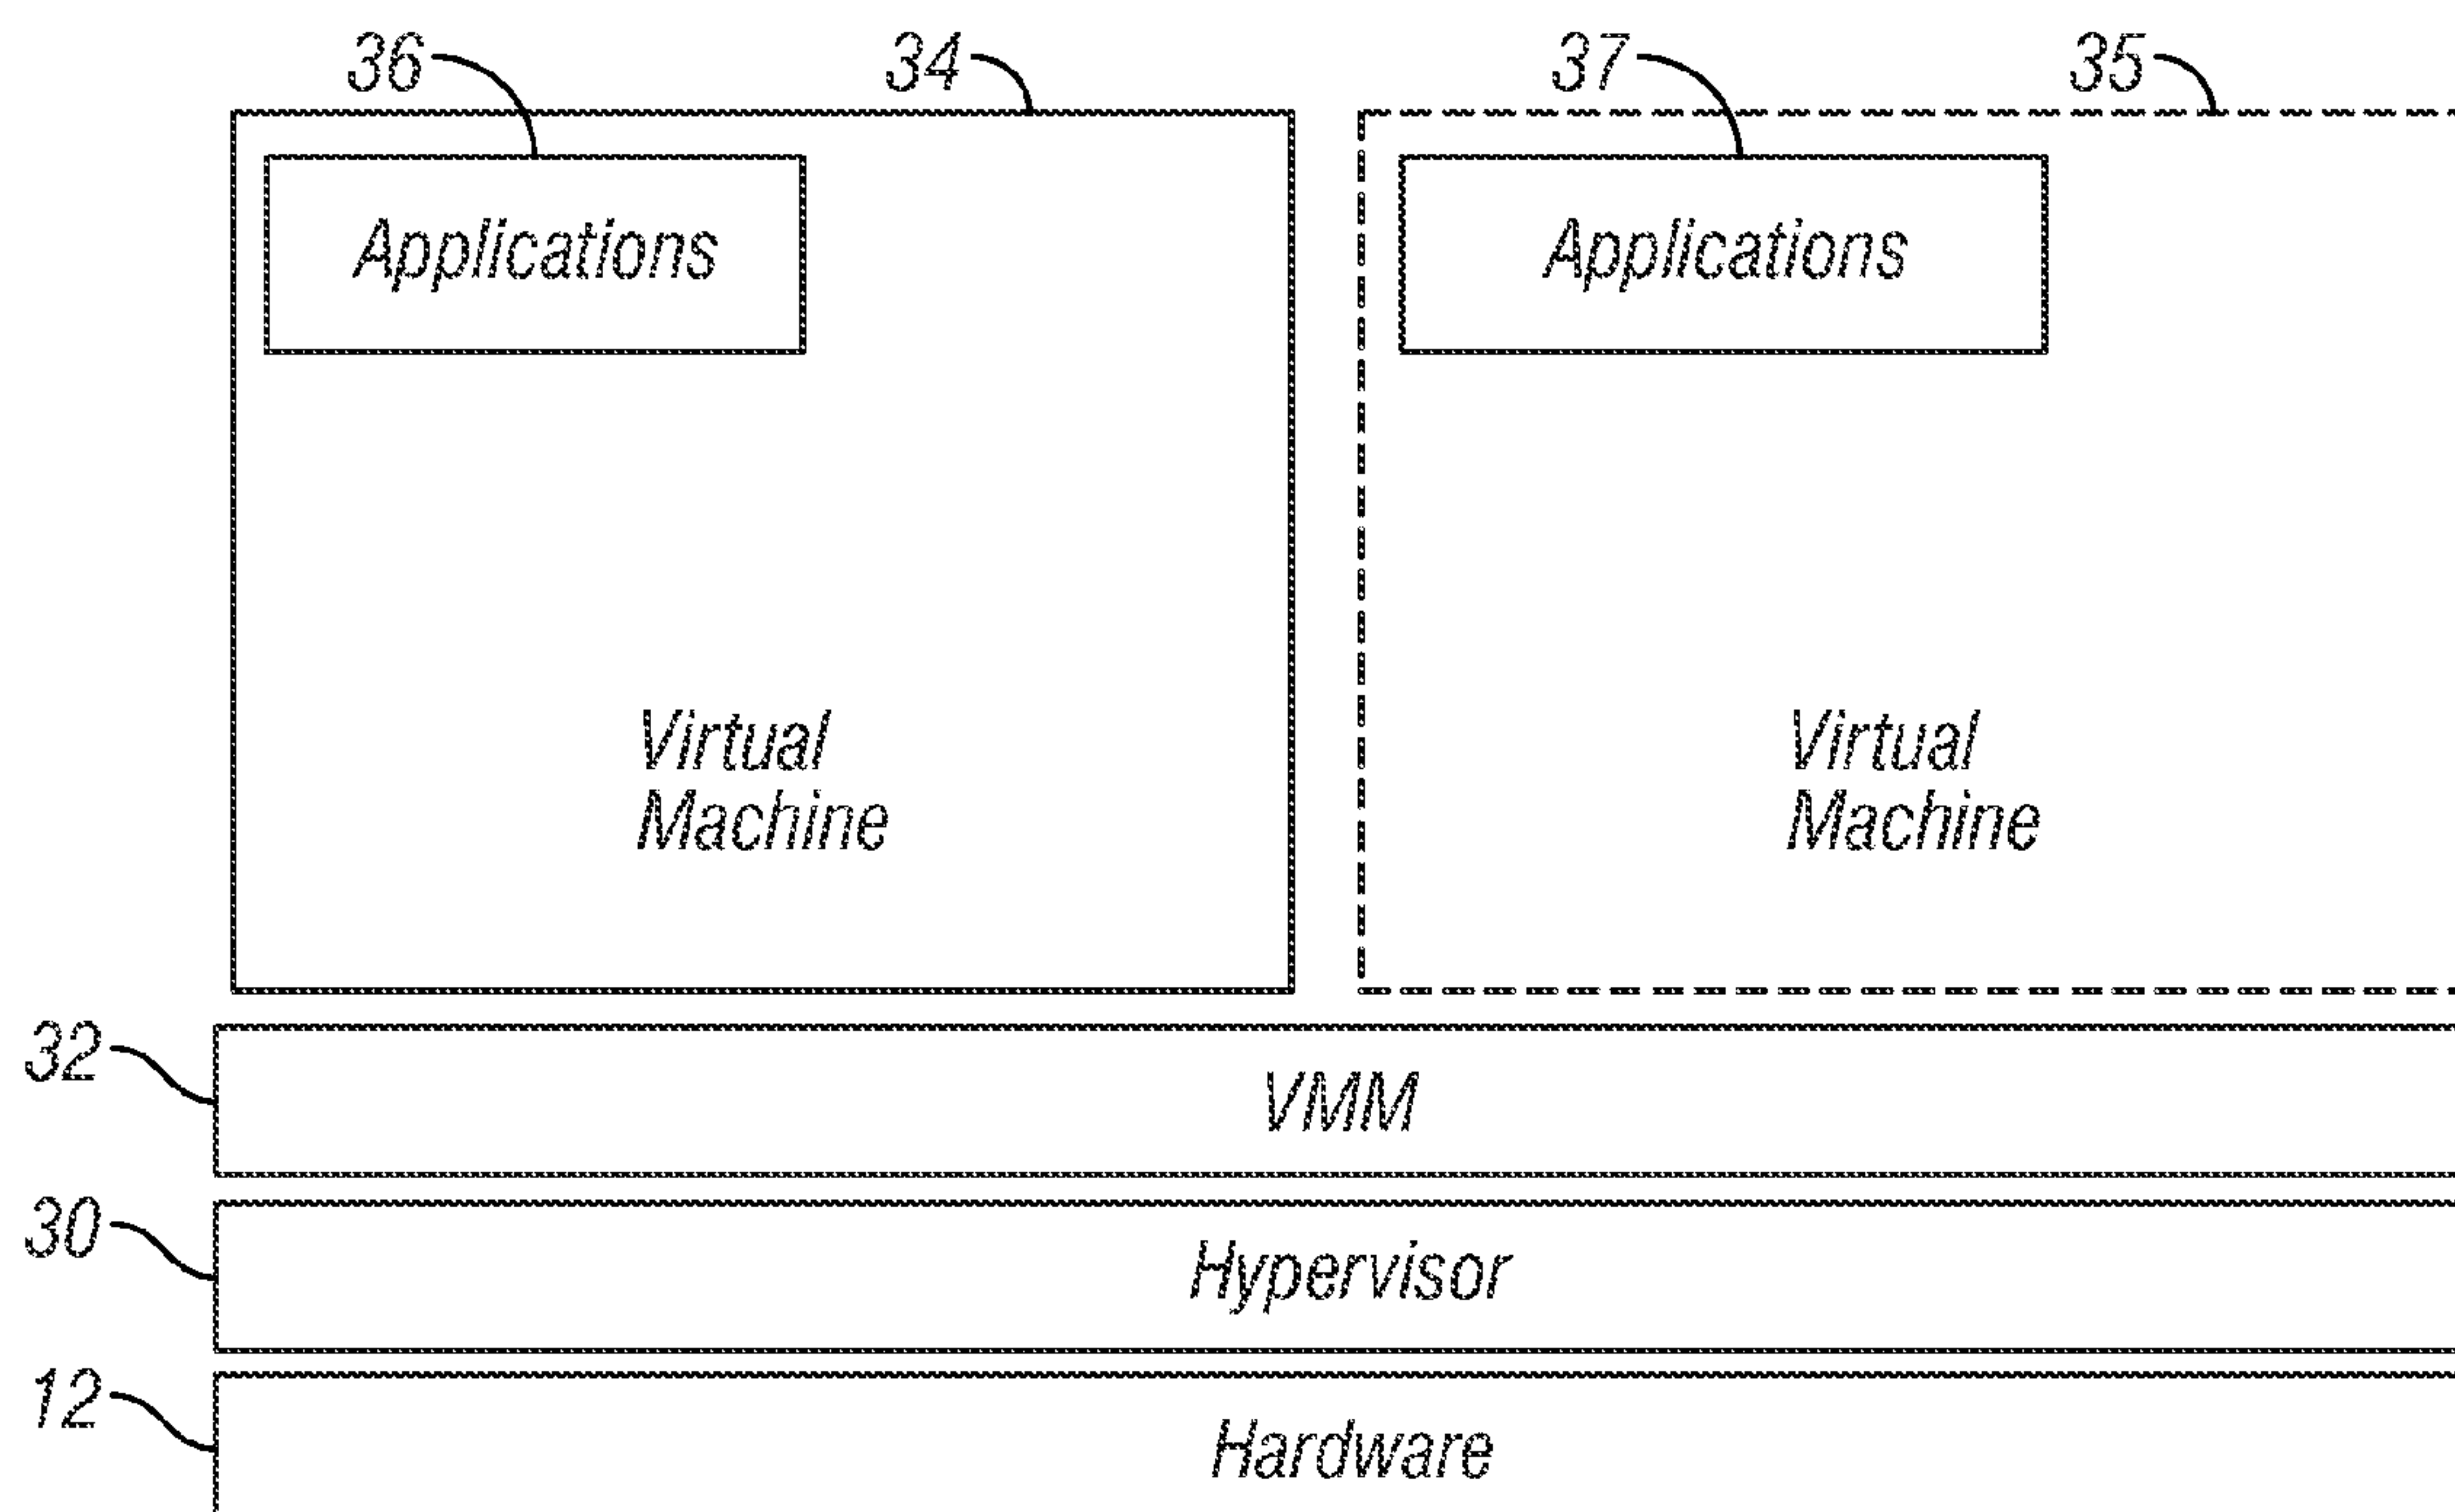 36
34
37
35
Applications
Applications
Virtual
Machine
Virtual
Machine
32
VMM
30
Hypervisor
12
Hardware